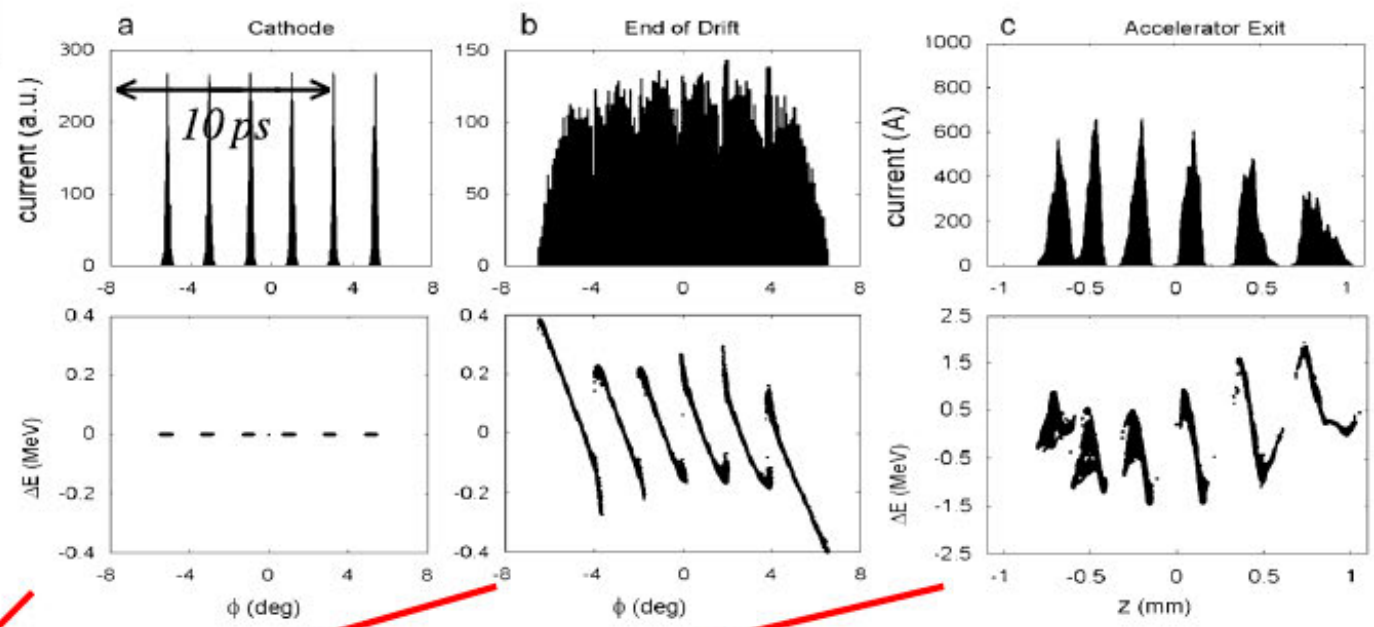 a Cathode
b End of Drift
c Accelerator Exit
current (a.u.)
300
200
100
0
10 ps
-8 -4 0 4 8
150
100
50
0
-8 -4 0 4 8
current (A)
1000
800
600
400
200
0
-1 -0.5 0 0.5 1
ΔE (MeV)
0.4
0.2
0
-0.2
-0.4
-8 -4 0 4 8
ϕ (deg)
0.4
0.2
0
-0.2
-0.4
-8 -4 0 4 8
ϕ (deg)
ΔE (MeV)
2.5
1.5
0.5
-0.5
-1.5
-2.5
-1 -0.5 0 0.5 1
z (mm)